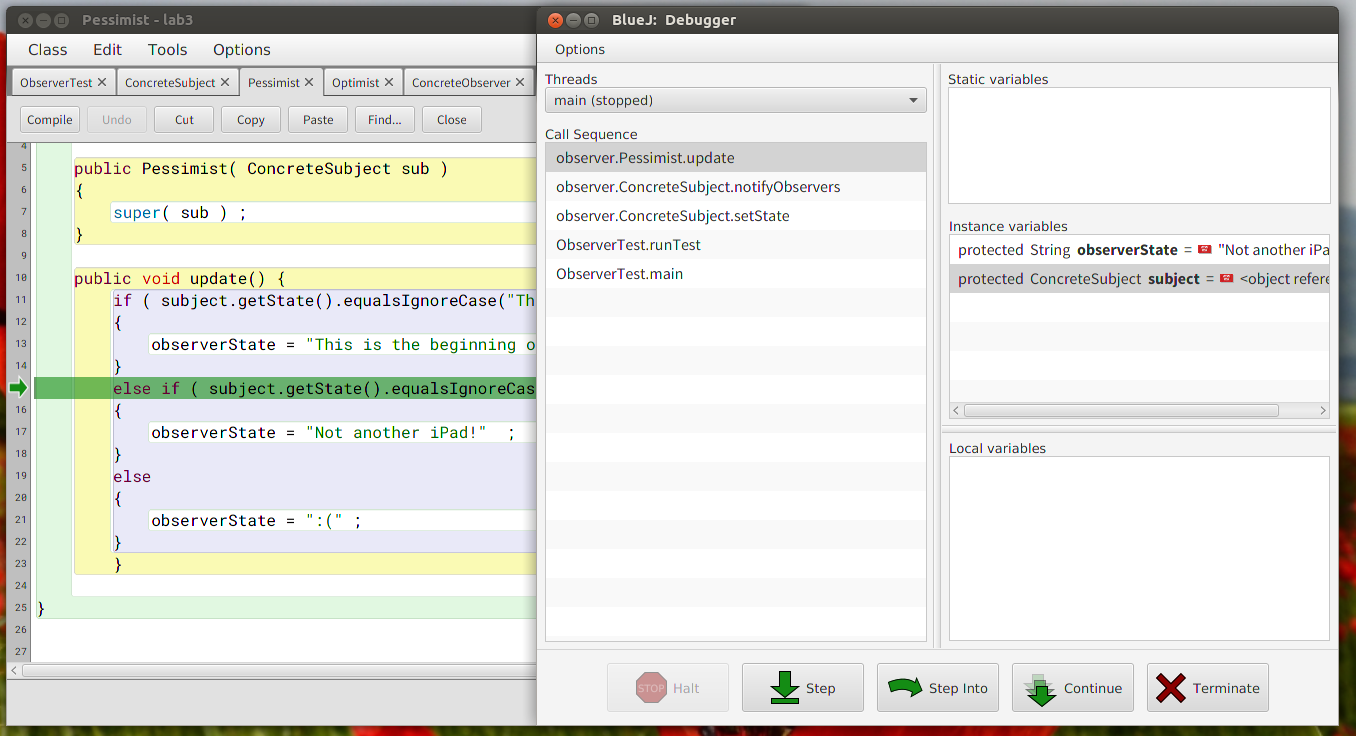 Pessimist - lab3
Class Edit Tools Options
ObserverTest ConcreteSubject Pessimist Optimist ConcreteObserver
Compile Undo Cut Copy Paste Find... Close
4
5 public Pessimist( ConcreteSubject sub )
6 {
7 super( sub ) ;
8 }
9
10 public void update() {
11 if ( subject.getState().equalsIgnoreCase("Th
12 {
13 observerState = "This is the beginning o
14 }
else if ( subject.getState().equalsIgnoreCas
16 {
17 observerState = "Not another iPad!" ;
18 }
19 else
20 {
21 observerState = ":(" ;
22 }
23 }
24
25 }
26
27
BlueJ: Debugger
Options
Threads
main (stopped)
Call Sequence
observer.Pessimist.update
observer.ConcreteSubject.notifyObservers
observer.ConcreteSubject.setState
ObserverTest.runTest
ObserverTest.main
Static variables
Instance variables
protected String observerState = "Not another iPa
protected ConcreteSubject subject = <object refere
Local variables
STOP Halt Step Step Into Continue Terminate